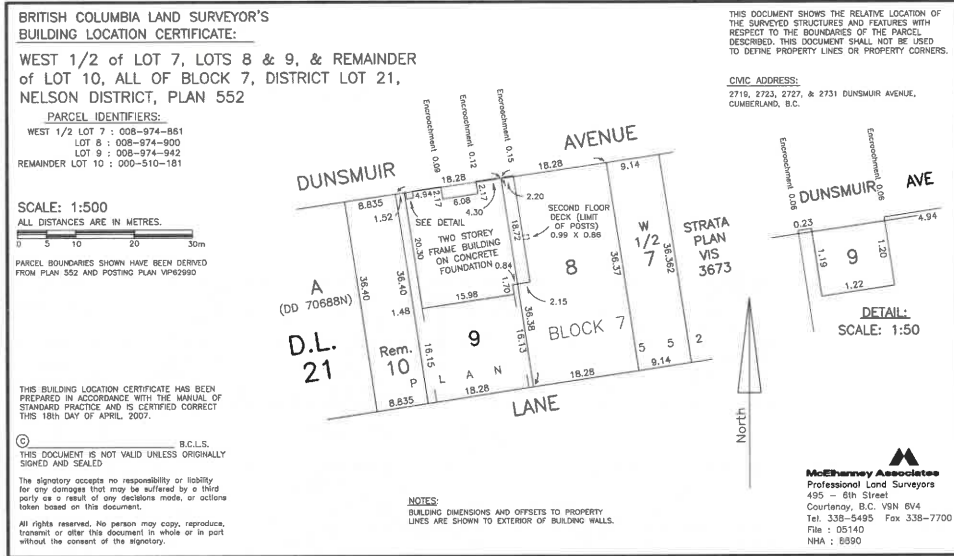 BRITISH COLUMBIA LAND SURVEYOR'S
BUILDING LOCATION CERTIFICATE:
WEST 1/2 of LOT 7, LOTS 8 & 9, & REMAINDER
of LOT 10, ALL OF BLOCK 7, DISTRICT LOT 21,
NELSON DISTRICT, PLAN 552
PARCEL IDENTIFIERS:
WEST 1/2 LOT 7 : 008-974-861
LOT 8 : 008-974-900
LOT 9 : 008-974-942
REMAINDER LOT 10 : 000-510-181
SCALE: 1:500
ALL DISTANCES ARE IN METRES.
0 5 10 20 30m
PARCEL BOUNDARIES SHOWN HAVE BEEN DERIVED
FROM PLAN 552 AND POSTING PLAN VIP62990
THIS BUILDING LOCATION CERTIFICATE HAS BEEN
PREPARED IN ACCORDANCE WITH THE MANUAL OF
STANDARD PRACTICE AND IS CERTIFIED CORRECT
THIS 18th DAY OF APRIL, 2007.
© B.C.L.S.
THIS DOCUMENT IS NOT VALID UNLESS ORIGINALLY
SIGNED AND SEALED
The signatory accepts no responsibility or liability
for any damages that may be suffered by a third
party as a result of any decisions made, or actions
taken based on this document.
All rights reserved. No person may copy, reproduce,
transmit or alter this document in whole or in part
without the consent of the signatory.
Encroachment 0.09
Encroachment 0.12
Encroachment 0.15
DUNSMUIR AVENUE
18.28
18.28
9.14
8.835
1.52
4.94
2.17
6.08
2.17
4.30
2.20
SEE DETAIL
SECOND FLOOR
DECK (LIMIT
OF POSTS)
0.99 X 0.86
TWO STOREY
FRAME BUILDING
ON CONCRETE
FOUNDATION
20.30
18.72
0.84
1.70
2.15
15.98
1.48
36.40
36.40
36.38
36.37
36.362
16.15
16.13
A
(DD 70688N)
D.L.
21
Rem.
10
9
8
W
1/2
7
STRATA
PLAN
VIS
3673
BLOCK 7
PLAN
5 5 2
8.835
18.28
18.28
9.14
LANE
North
NOTES:
BUILDING DIMENSIONS AND OFFSETS TO PROPERTY
LINES ARE SHOWN TO EXTERIOR OF BUILDING WALLS.
THIS DOCUMENT SHOWS THE RELATIVE LOCATION OF
THE SURVEYED STRUCTURES AND FEATURES WITH
RESPECT TO THE BOUNDARIES OF THE PARCEL
DESCRIBED. THIS DOCUMENT SHALL NOT BE USED
TO DEFINE PROPERTY LINES OR PROPERTY CORNERS.
CIVIC ADDRESS:
2719, 2723, 2727, & 2731 DUNSMUIR AVENUE,
CUMBERLAND, B.C.
Encroachment 0.06
Encroachment 0.06
DUNSMUIR AVE
0.23
4.94
1.19
9
1.20
1.22
DETAIL:
SCALE: 1:50
McElhanney Associates
Professional Land Surveyors
495 - 6th Street
Courtenay, B.C. V9N 6V4
Tel. 338-5495 Fax 338-7700
File : 05140
NHA : 8690